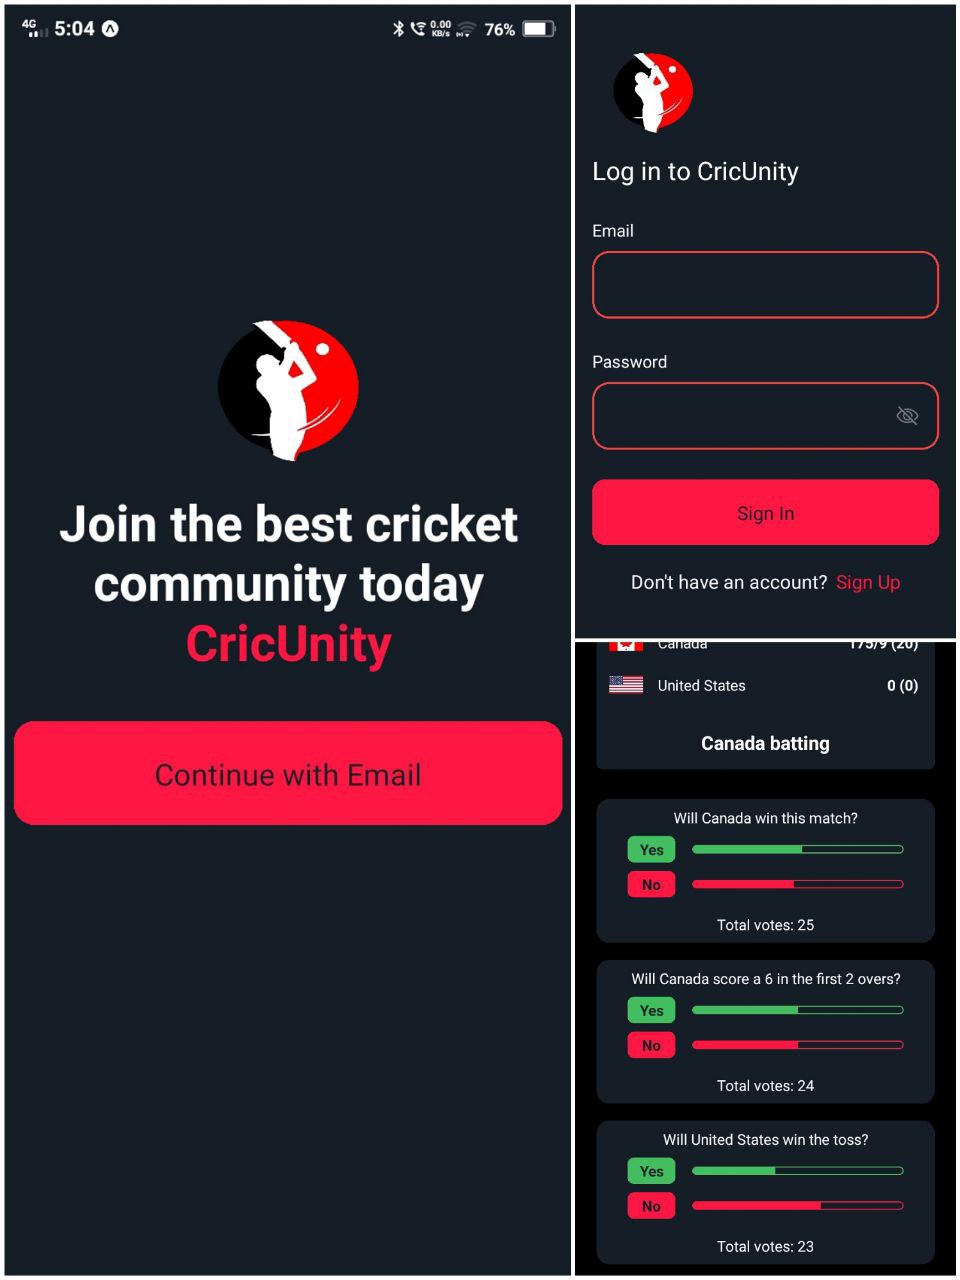 4G 5:04 0.00 KB/s 76%
Join the best cricket
community today
CricUnity
Continue with Email
Log in to CricUnity
Email
Password
Sign In
Don't have an account? Sign Up
Canada 175/9 (20)
United States 0 (0)
Canada batting
Will Canada win this match?
Yes
No
Total votes: 25
Will Canada score a 6 in the first 2 overs?
Yes
No
Total votes: 24
Will United States win the toss?
Yes
No
Total votes: 23